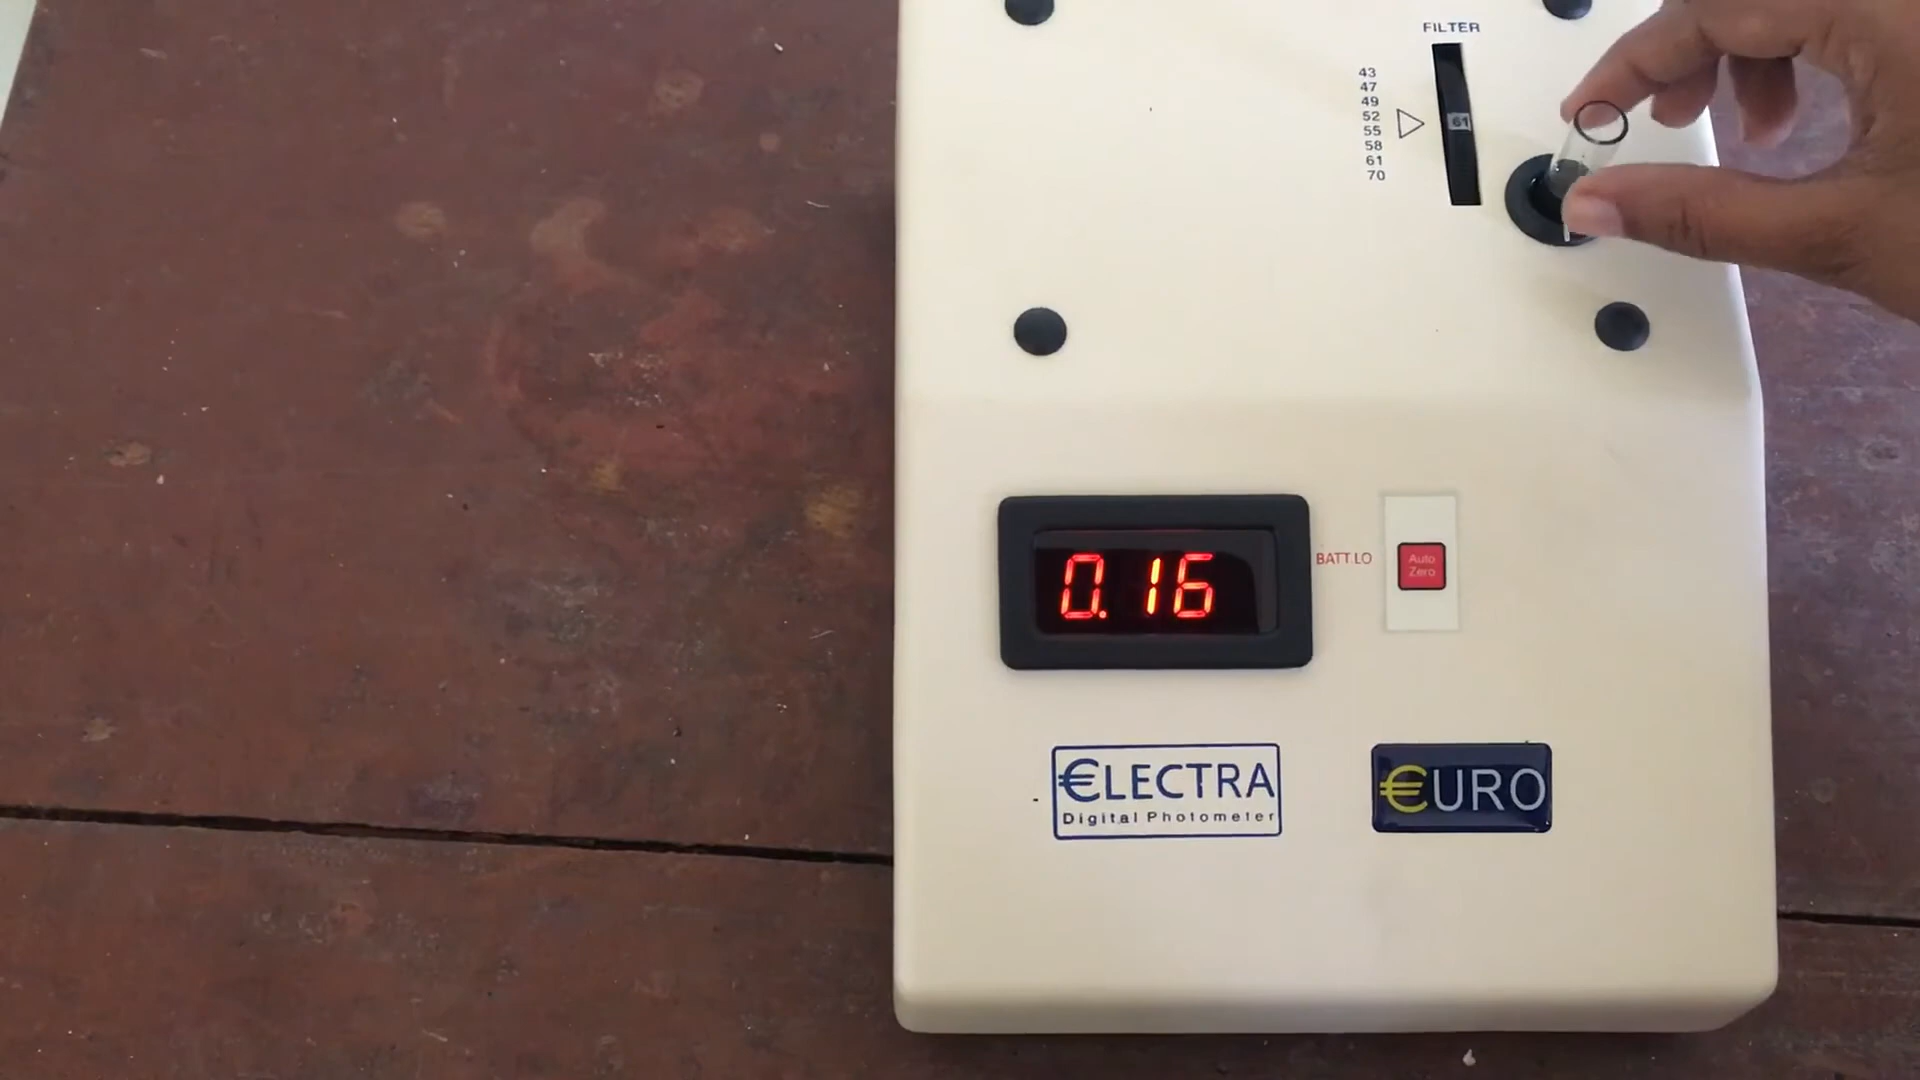 FILTER
43
47
49
52
55
58
61
70
61
0.16
BATT.LO
Auto
Zero
€LECTRA
Digital Photometer
€URO